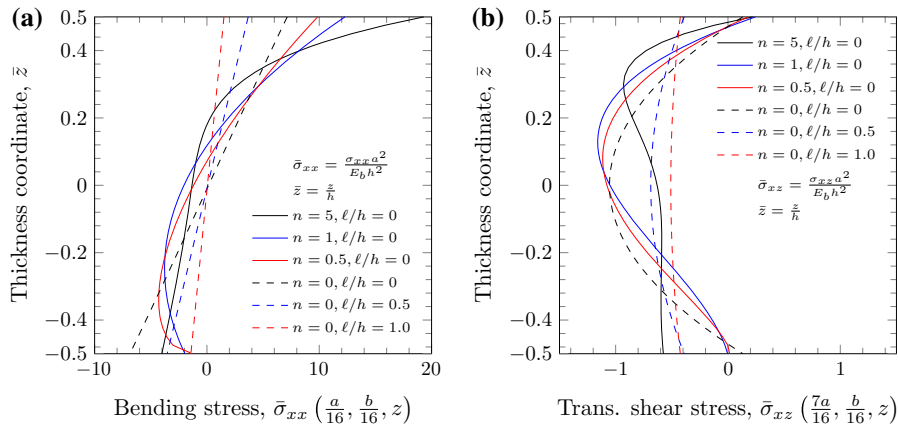 (a)
0.4
0.2
0
−0.2
−0.4
−0.5
0.5
Thickness coordinate, z̄
σ̄xx = σxx a² / Eb h²
z̄ = z/h
n = 5, ℓ/h = 0
n = 1, ℓ/h = 0
n = 0.5, ℓ/h = 0
n = 0, ℓ/h = 0
n = 0, ℓ/h = 0.5
n = 0, ℓ/h = 1.0
−10 0 10 20
Bending stress, σ̄xx (a/16, b/16, z)
(b)
0.5
0.4
0.2
0
−0.2
−0.4
−0.5
Thickness coordinate, z̄
n = 5, ℓ/h = 0
n = 1, ℓ/h = 0
n = 0.5, ℓ/h = 0
n = 0, ℓ/h = 0
n = 0, ℓ/h = 0.5
n = 0, ℓ/h = 1.0
σ̄xz = σxz a² / Eb h²
z̄ = z/h
−1 0 1
Trans. shear stress, σ̄xz (7a/16, b/16, z)